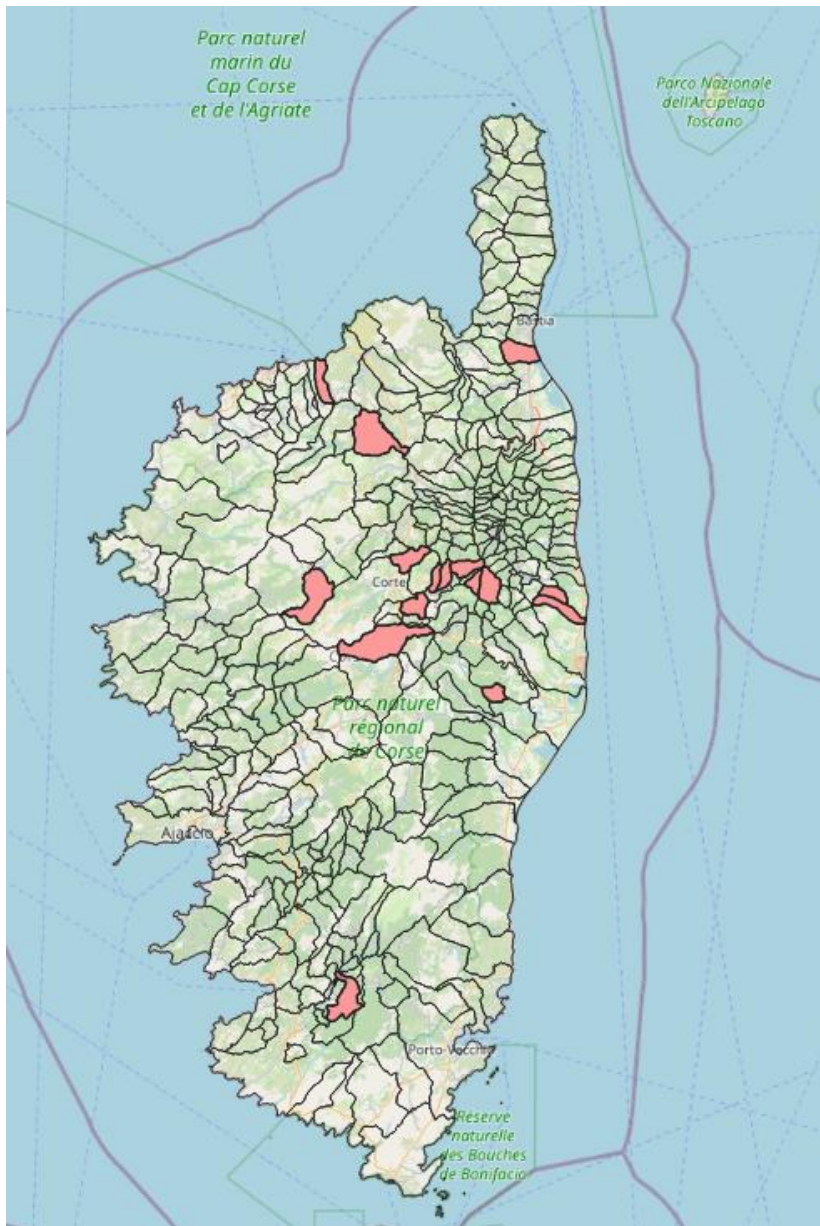 Parc naturel
marin du
Cap Corse
et de l'Agriate
Parco Nazionale
dell'Arcipelago
Toscano
Bastia
Corte
Parc naturel
régional
de Corse
Ajaccio
Porto-Vecchio
Réserve
naturelle
des Bouches
de Bonifacio